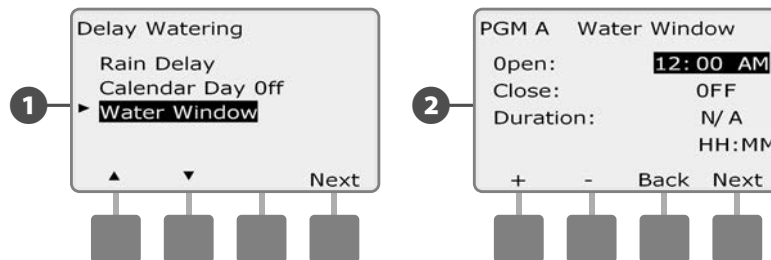 1
Delay Watering
Rain Delay
Calendar Day Off
► Water Window
▲ ▼ Next
2
PGM A Water Window
Open: 12:00 AM
Close: OFF
Duration: N/A
HH:MM
+ - Back Next